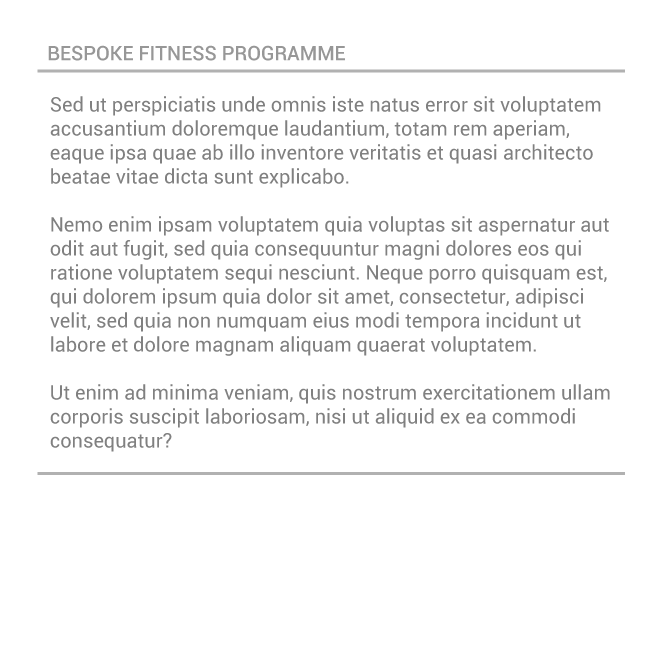 BESPOKE FITNESS PROGRAMME
Sed ut perspiciatis unde omnis iste natus error sit voluptatem
accusantium doloremque laudantium, totam rem aperiam,
eaque ipsa quae ab illo inventore veritatis et quasi architecto
beatae vitae dicta sunt explicabo.
Nemo enim ipsam voluptatem quia voluptas sit aspernatur aut
odit aut fugit, sed quia consequuntur magni dolores eos qui
ratione voluptatem sequi nesciunt. Neque porro quisquam est,
qui dolorem ipsum quia dolor sit amet, consectetur, adipisci
velit, sed quia non numquam eius modi tempora incidunt ut
labore et dolore magnam aliquam quaerat voluptatem.
Ut enim ad minima veniam, quis nostrum exercitationem ullam
corporis suscipit laboriosam, nisi ut aliquid ex ea commodi
consequatur?